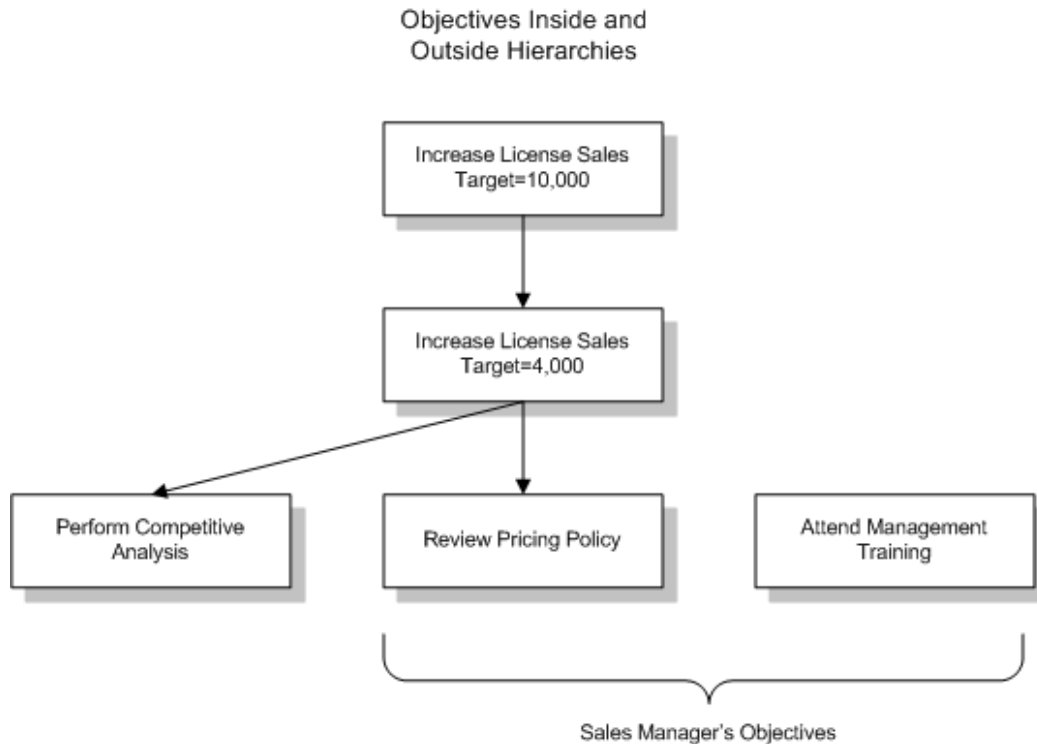 Objectives Inside and
Outside Hierarchies
Increase License Sales
Target=10,000
Increase License Sales
Target=4,000
Perform Competitive
Analysis
Review Pricing Policy
Attend Management
Training
Sales Manager's Objectives